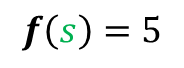 f(s) = 5